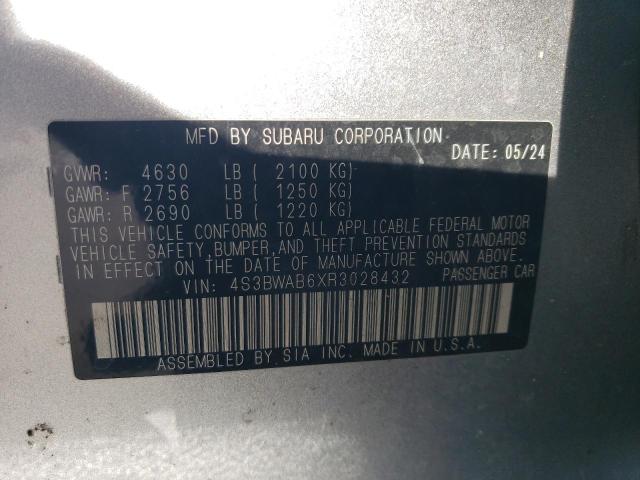 MFD BY SUBARU CORPORATION
DATE: 05/24
GVWR: 4630 LB ( 2100 KG)
GAWR: F 2756 LB ( 1250 KG)
GAWR: R 2690 LB ( 1220 KG)
THIS VEHICLE CONFORMS TO ALL APPLICABLE FEDERAL MOTOR
VEHICLE SAFETY,BUMPER,AND THEFT PREVENTION STANDARDS
IN EFFECT ON THE DATE OF MANUFACTURE SHOWN ABOVE.
VIN: 4S3BWAB6XR3028432 PASSENGER CAR
ASSEMBLED BY SIA INC. MADE IN U.S.A.